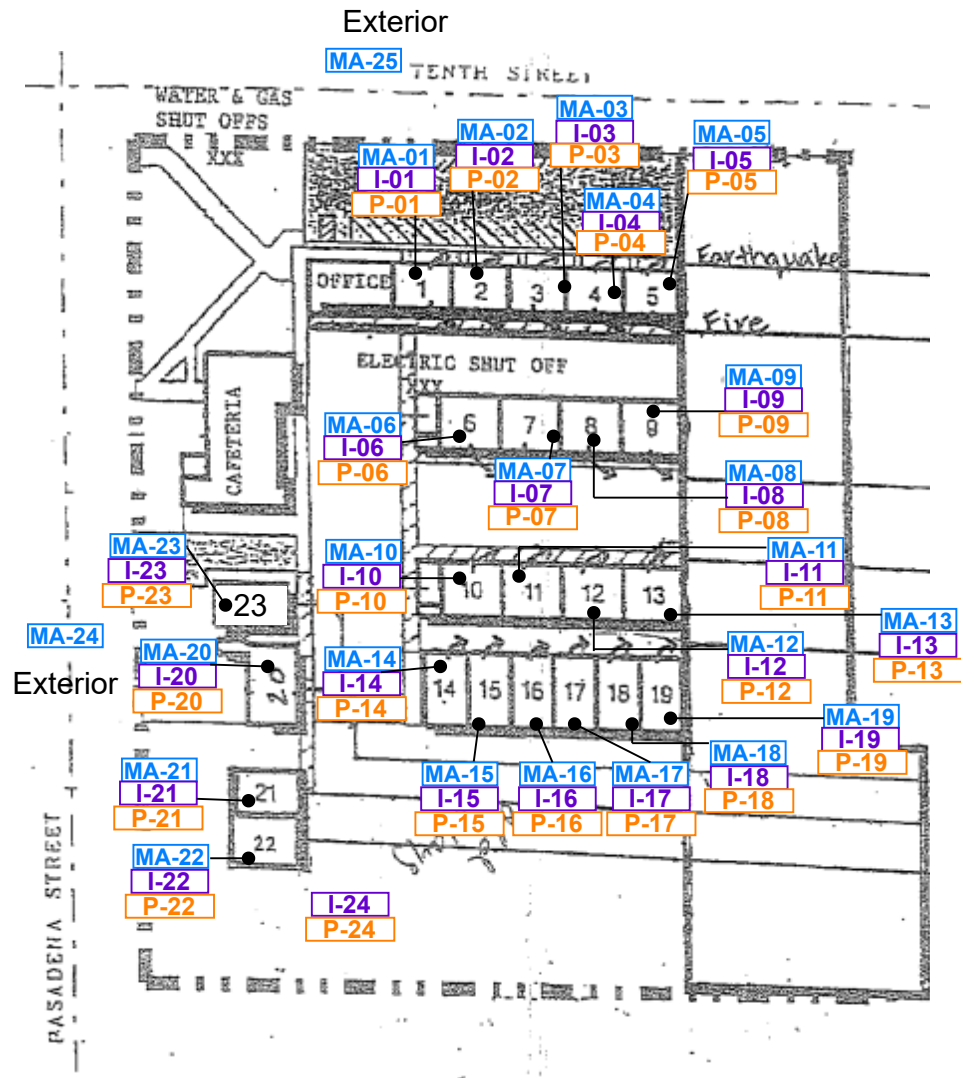 Exterior
MA-25
TENTH STREET
WATER & GAS
SHUT OFFS
XXX
MA-01
I-01
P-01
MA-02
I-02
P-02
MA-03
I-03
P-03
MA-04
I-04
P-04
MA-05
I-05
P-05
Earthquake
OFFICE
1
2
3
4
5
Fire
ELECTRIC SHUT OFF
XXX
CAFETERIA
MA-06
I-06
P-06
6
7
8
9
MA-09
I-09
P-09
MA-07
I-07
P-07
MA-08
I-08
P-08
MA-23
I-23
P-23
23
MA-10
I-10
P-10
10
11
12
13
MA-11
I-11
P-11
MA-24
Exterior
MA-20
I-20
P-20
20
MA-14
I-14
P-14
14
15
16
17
18
19
MA-12
I-12
P-12
MA-13
I-13
P-13
MA-19
I-19
P-19
MA-21
I-21
P-21
21
MA-15
I-15
P-15
MA-16
I-16
P-16
MA-17
I-17
P-17
MA-18
I-18
P-18
22
MA-22
I-22
P-22
I-24
P-24
PASADENA STREET